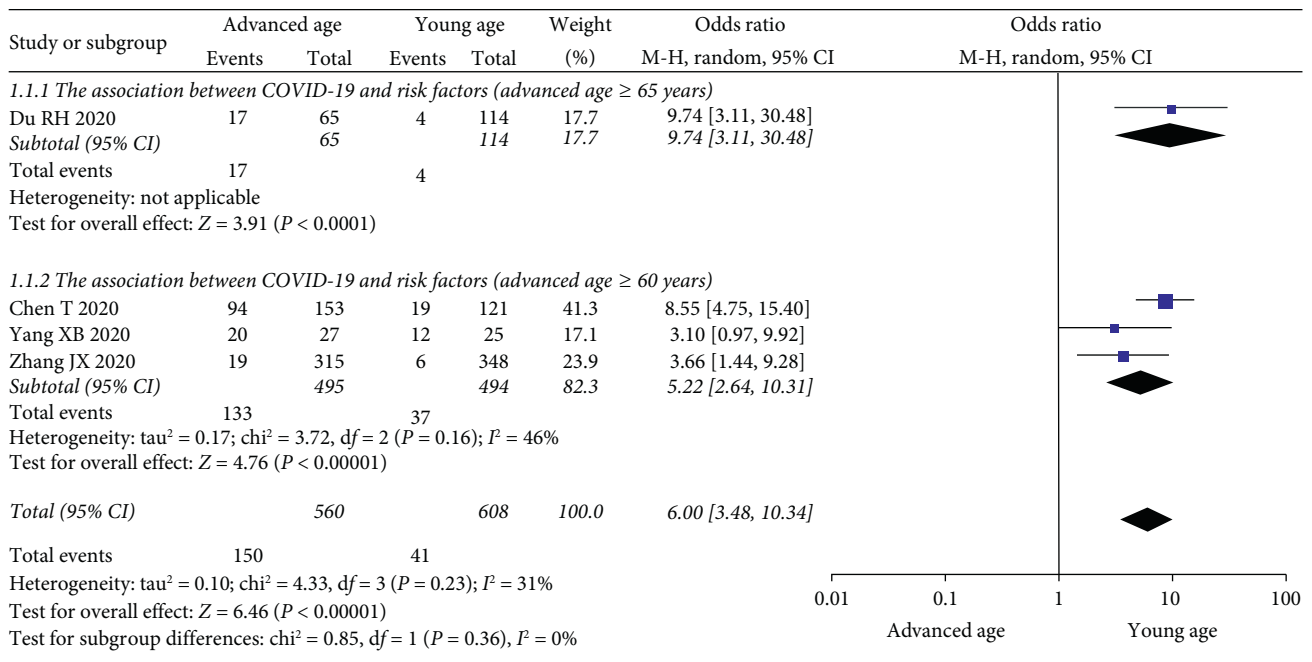 Study or subgroup Advanced age Young age Weight Odds ratio Odds ratio
Events Total Events Total (%) M-H, random, 95% CI M-H, random, 95% CI
1.1.1 The association between COVID-19 and risk factors (advanced age ≥ 65 years)
Du RH 2020 17 65 4 114 17.7 9.74 [3.11, 30.48]
Subtotal (95% CI) 65 114 17.7 9.74 [3.11, 30.48]
Total events 17 4
Heterogeneity: not applicable
Test for overall effect: Z = 3.91 (P < 0.0001)
1.1.2 The association between COVID-19 and risk factors (advanced age ≥ 60 years)
Chen T 2020 94 153 19 121 41.3 8.55 [4.75, 15.40]
Yang XB 2020 20 27 12 25 17.1 3.10 [0.97, 9.92]
Zhang JX 2020 19 315 6 348 23.9 3.66 [1.44, 9.28]
Subtotal (95% CI) 495 494 82.3 5.22 [2.64, 10.31]
Total events 133 37
Heterogeneity: tau² = 0.17; chi² = 3.72, df = 2 (P = 0.16); I² = 46%
Test for overall effect: Z = 4.76 (P < 0.00001)
Total (95% CI) 560 608 100.0 6.00 [3.48, 10.34]
Total events 150 41
Heterogeneity: tau² = 0.10; chi² = 4.33, df = 3 (P = 0.23); I² = 31%
Test for overall effect: Z = 6.46 (P < 0.00001)
Test for subgroup differences: chi² = 0.85, df = 1 (P = 0.36), I² = 0%
0.01 0.1 1 10 100
Advanced age Young age